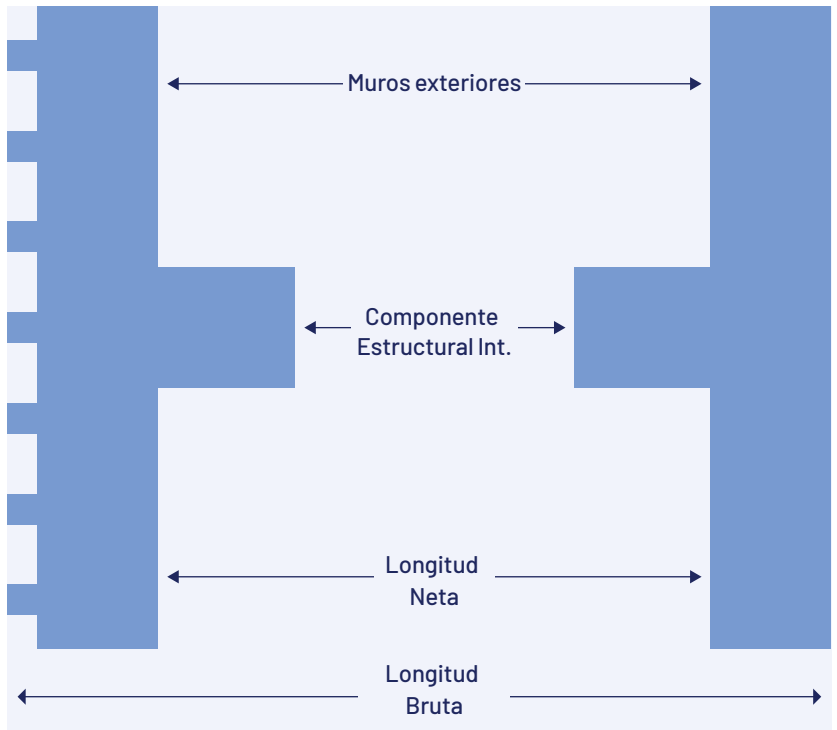 Muros exteriores
Componente
Estructural Int.
Longitud
Neta
Longitud
Bruta